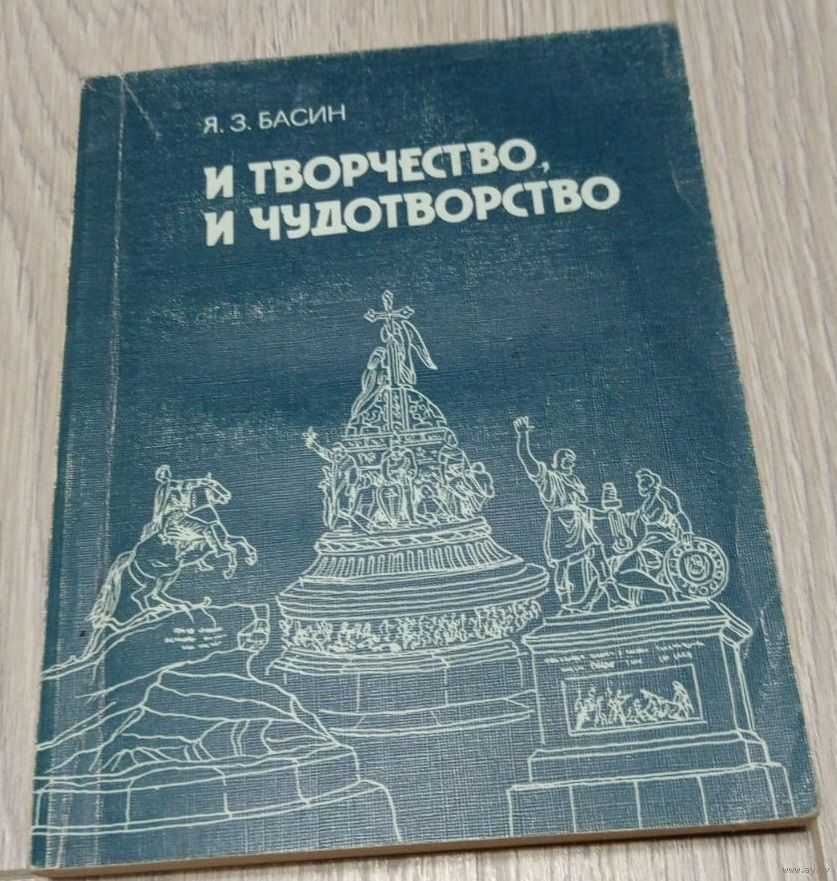 Я. З. БАСИН
И ТВОРЧЕСТВО,
И ЧУДОТВОРСТВО